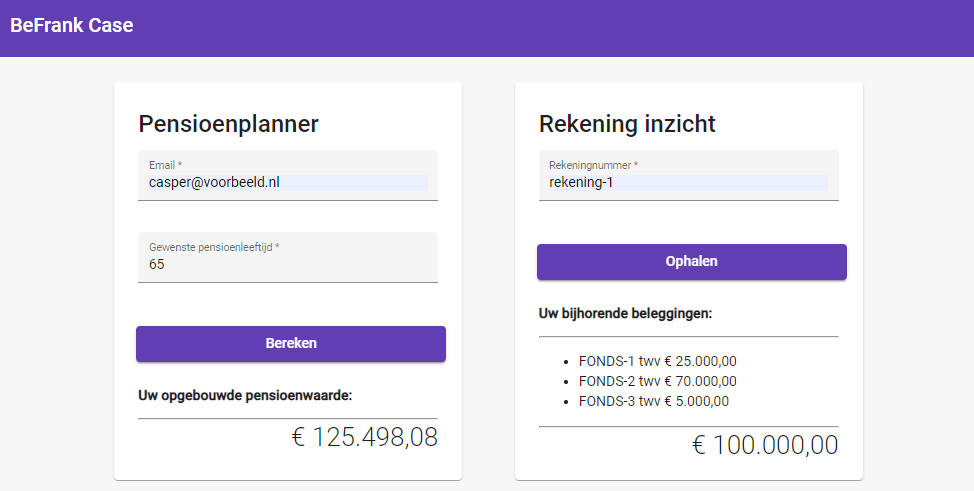 BeFrank Case
Pensioenplanner
Email *
casper@voorbeeld.nl
Gewenste pensioenleeftijd *
65
Bereken
Uw opgebouwde pensioenwaarde:
€ 125.498,08
Rekening inzicht
Rekeningnummer *
rekening-1
Ophalen
Uw bijhorende beleggingen:
• FONDS-1 twv € 25.000,00
• FONDS-2 twv € 70.000,00
• FONDS-3 twv € 5.000,00
€ 100.000,00